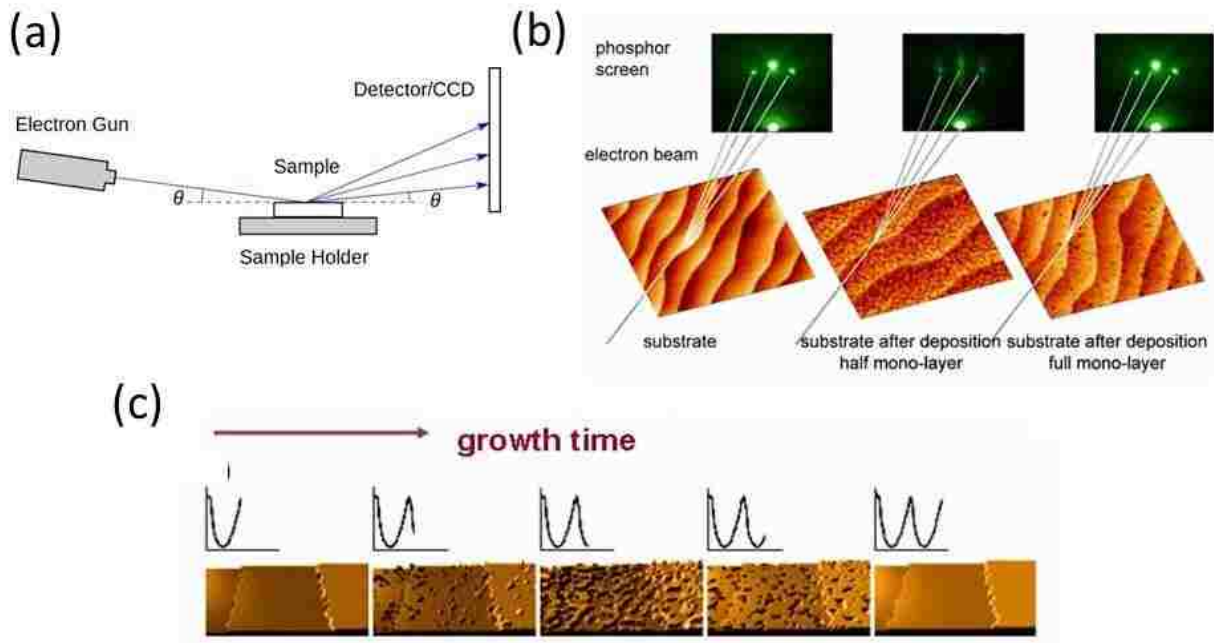 (a)
Electron Gun
θ
Sample
θ
Detector/CCD
Sample Holder
(b)
phosphor
screen
electron beam
substrate
substrate after deposition
half mono-layer
substrate after deposition
full mono-layer
(c)
growth time